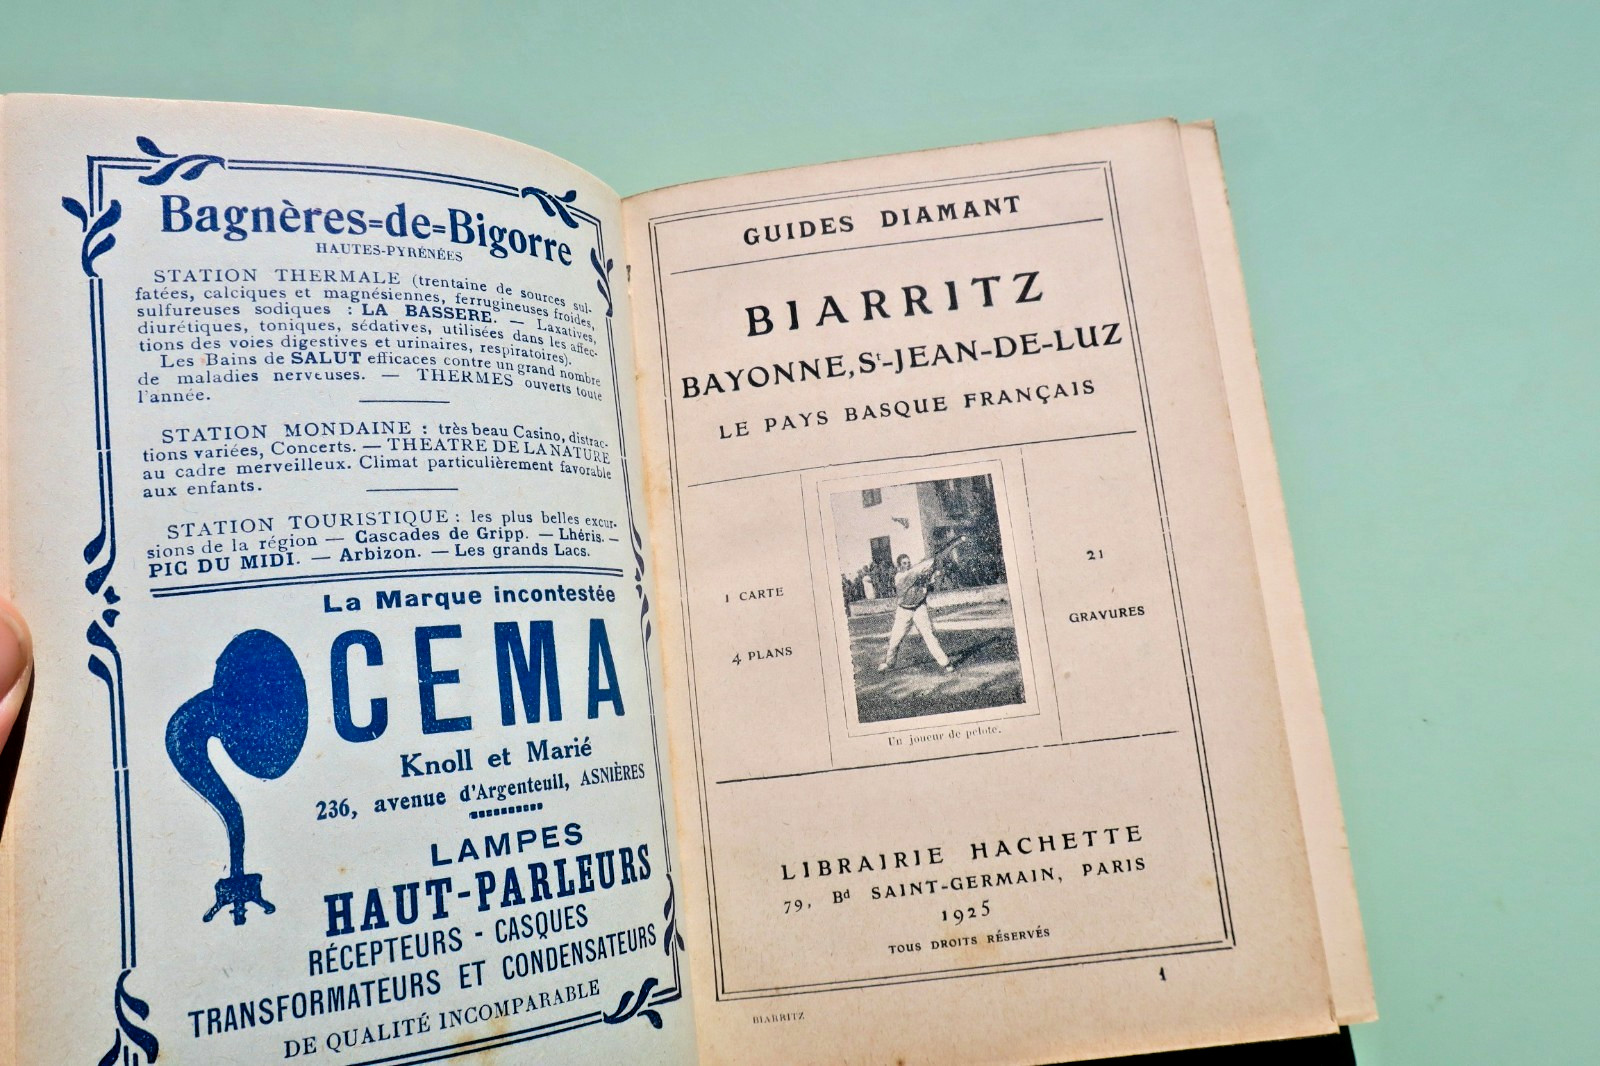 Bagnères=de=Bigorre
HAUTES-PYRÉNÉES
STATION THERMALE (trentaine de sources sul-
fatées, calciques et magnésiennes, ferrugineuses froides,
sulfureuses sodiques : LA BASSERE. — Laxatives,
diurétiques, toniques, sédatives, utilisées dans les affec-
tions des voies digestives et urinaires, respiratoires).
Les Bains de SALUT efficaces contre un grand nombre
de maladies nerveuses. — THERMES ouverts toute
l'année.
STATION MONDAINE : très beau Casino, distrac-
tions variées, Concerts. — THEATRE DE LA NATURE
au cadre merveilleux. Climat particulièrement favorable
aux enfants.
STATION TOURISTIQUE : les plus belles excur-
sions de la région — Cascades de Gripp. — Lhéris. —
PIC DU MIDI. — Arbizon. — Les grands Lacs.
La Marque incontestée
CEMA
Knoll et Marié
236, avenue d'Argenteuil, ASNIÈRES
LAMPES
HAUT-PARLEURS
RÉCEPTEURS - CASQUES
TRANSFORMATEURS ET CONDENSATEURS
DE QUALITÉ INCOMPARABLE
GUIDES DIAMANT
BIARRITZ
BAYONNE, St-JEAN-DE-LUZ
LE PAYS BASQUE FRANÇAIS
1 CARTE
4 PLANS
21
GRAVURES
Un joueur de pelote.
LIBRAIRIE HACHETTE
79, Bd SAINT-GERMAIN, PARIS
1925
TOUS DROITS RÉSERVÉS
BIARRITZ
1